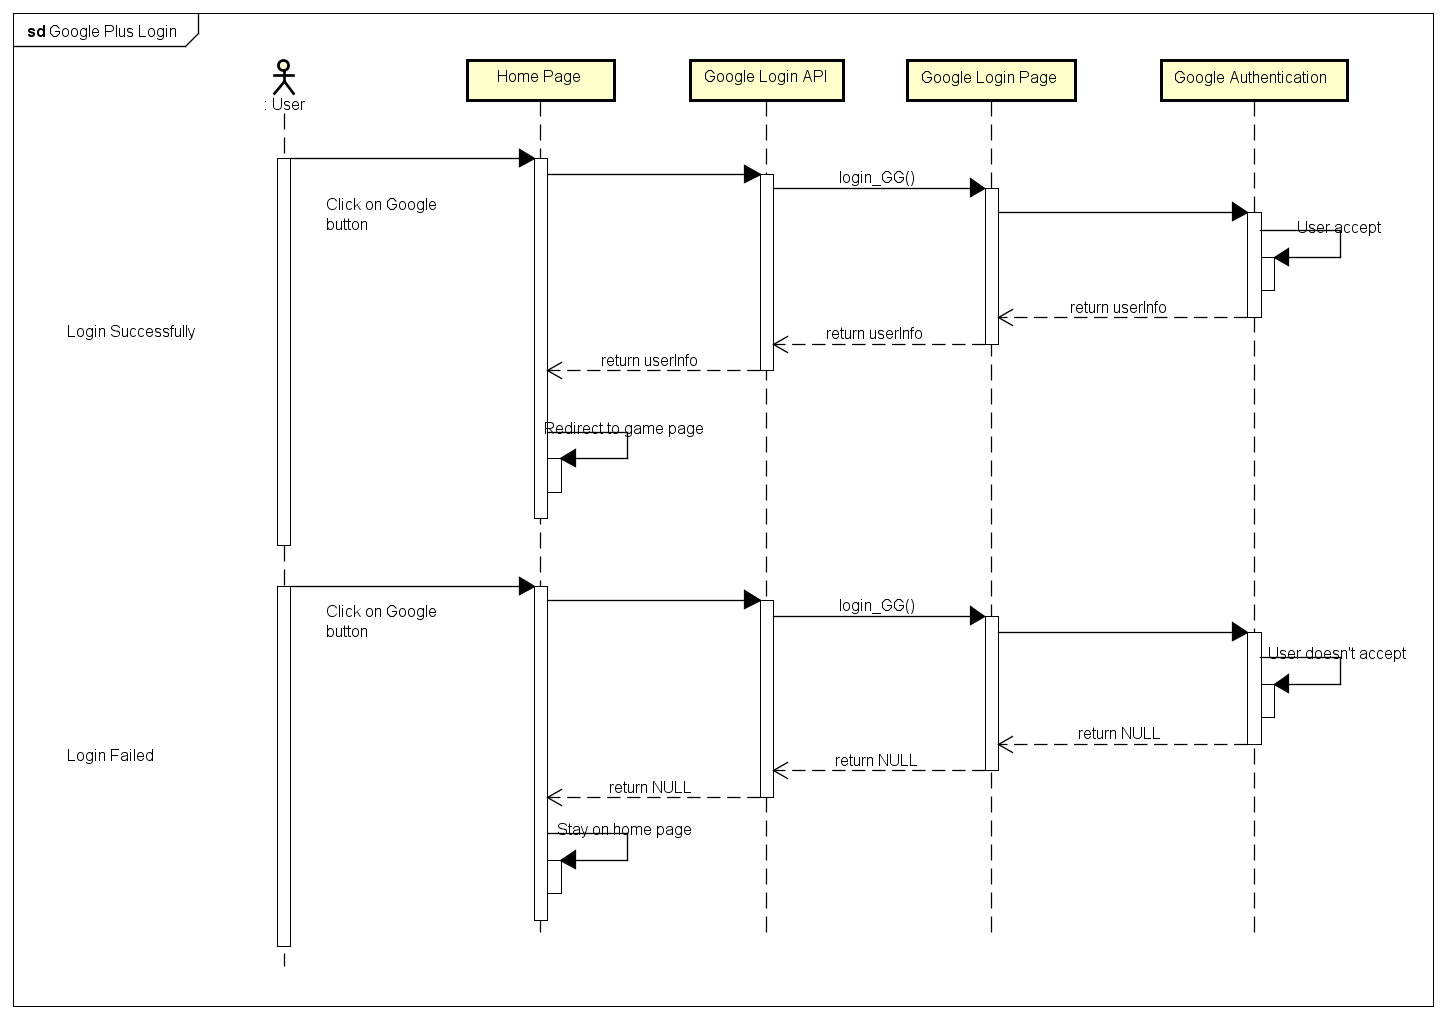 sd Google Plus Login
: User
Home Page
Google Login API
Google Login Page
Google Authentication
login_GG()
Click on Google
button
User accept
return userInfo
Login Successfully
return userInfo
return userInfo
Redirect to game page
Click on Google
button
login_GG()
User doesn't accept
return NULL
Login Failed
return NULL
return NULL
Stay on home page